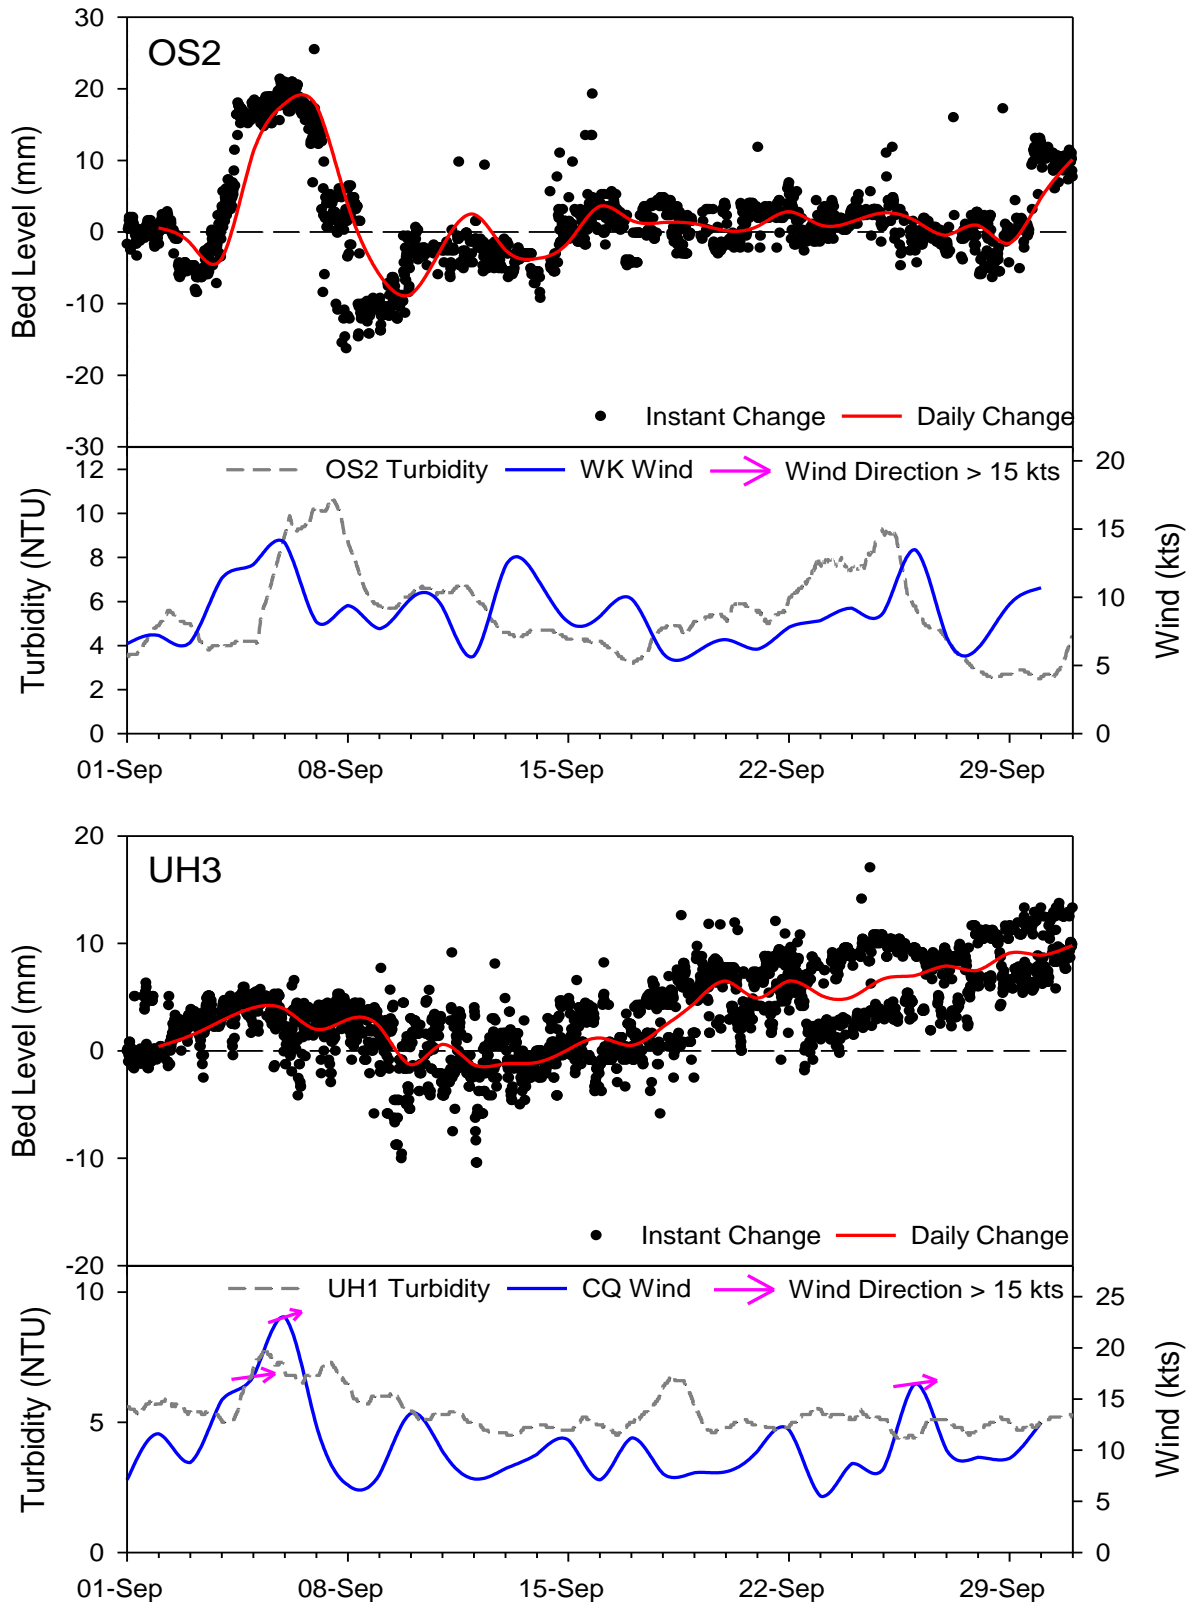 30
OS2
20
10
0
-10
-20
-30
Bed Level (mm)
Instant Change
Daily Change
OS2 Turbidity
WK Wind
Wind Direction > 15 kts
12
10
8
6
4
2
0
Turbidity (NTU)
20
15
10
5
0
Wind (kts)
01-Sep 08-Sep 15-Sep 22-Sep 29-Sep
20
UH3
10
0
-10
-20
Bed Level (mm)
Instant Change
Daily Change
UH1 Turbidity
CQ Wind
Wind Direction > 15 kts
10
5
0
Turbidity (NTU)
25
20
15
10
5
0
Wind (kts)
01-Sep 08-Sep 15-Sep 22-Sep 29-Sep